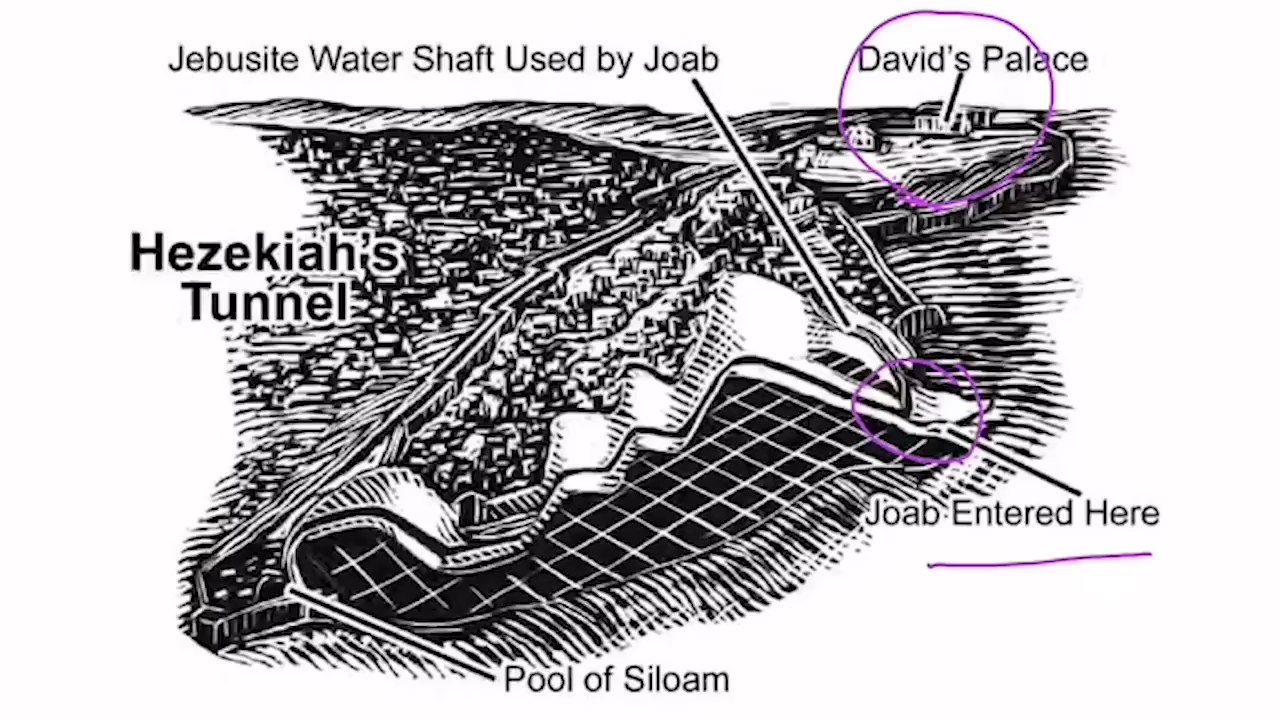 Jebusite Water Shaft Used by Joab
David's Palace
Hezekiah's
Tunnel
Joab Entered Here
Pool of Siloam